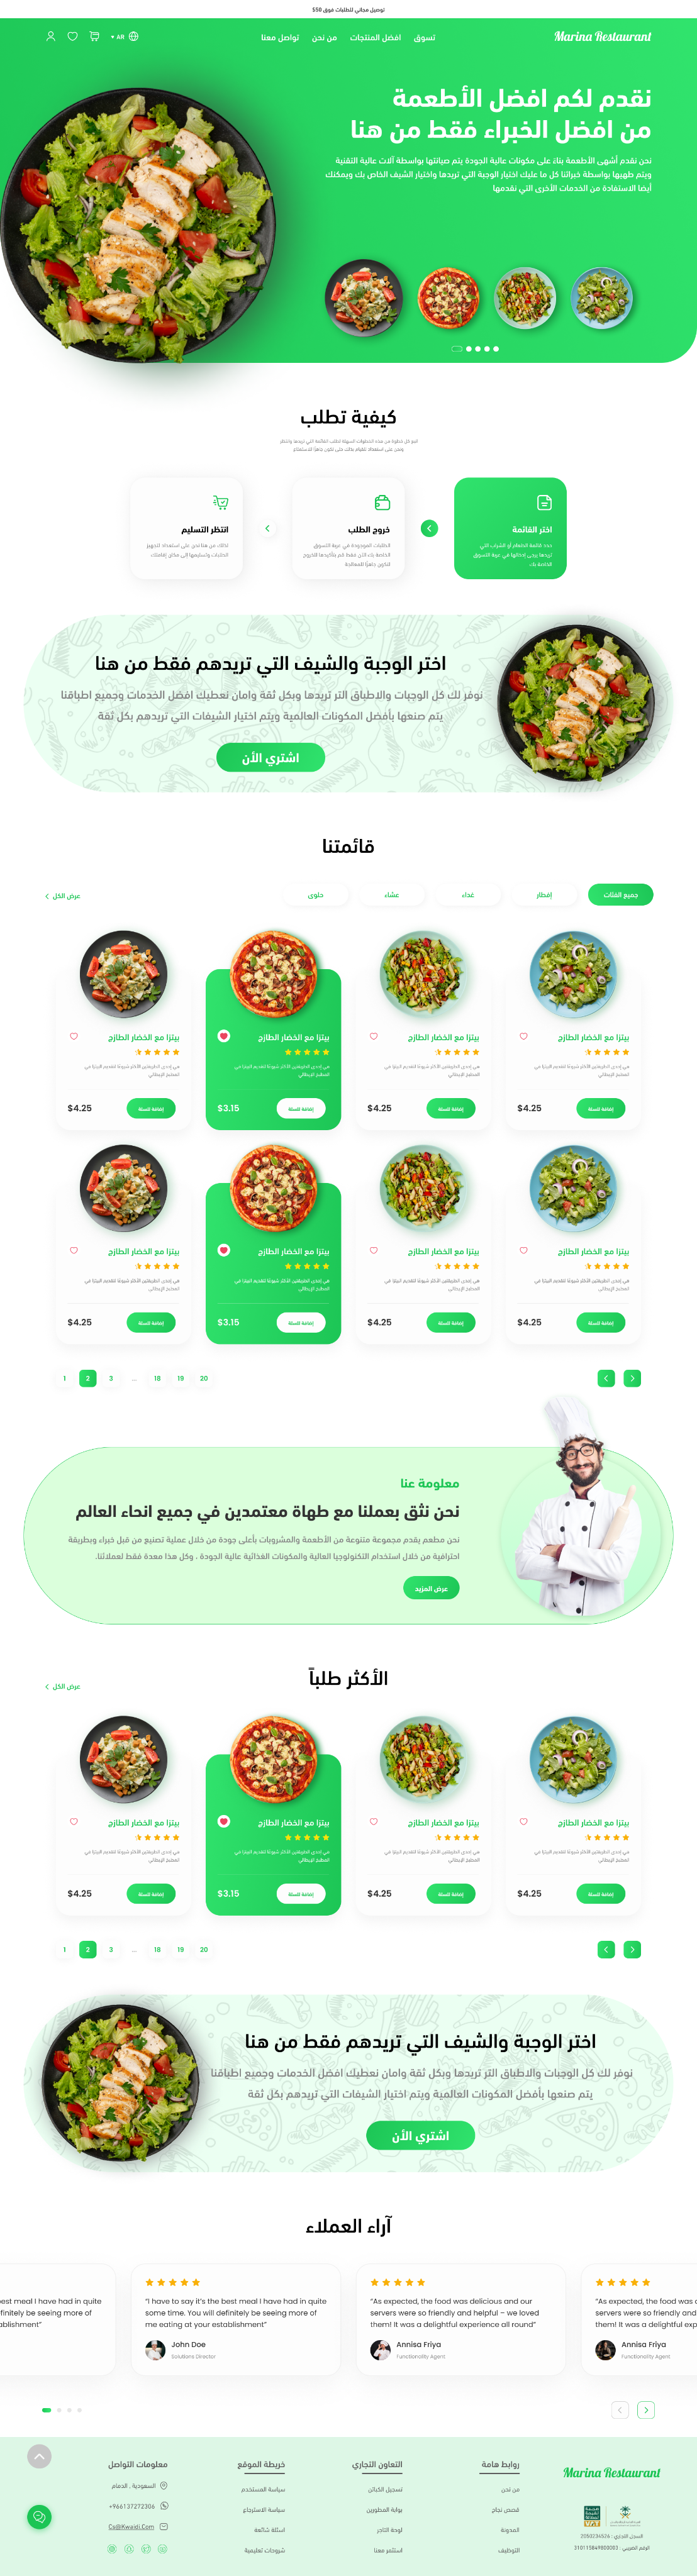 توصيل مجاني للطلبات فوق 50$
Marina Restaurant
تسوق
افضل المنتجات
من نحن
تواصل معنا
AR
نقدم لكم افضل الأطعمة
من افضل الخبراء فقط من هنا
نحن نقدم أشهى الأطعمة بناءً على مكونات عالية الجودة يتم صيانتها بواسطة آلات عالية التقنية
ويتم طهيها بواسطة خبرائنا كل ما عليك اختيار الوجبة التي تريدها واختيار الشيف الخاص بك ويمكنك
أيضا الاستفادة من الخدمات الأخرى التي نقدمها
كيفية تطلب
اختر القائمة
خروج الطلب
انتظر التسليم
اختر الوجبة والشيف التي تريدهم فقط من هنا
نوفر لك كل الوجبات والاطباق التر تريدها وبكل ثقة وامان نعطيك افضل الخدمات وجميع اطباقنا
يتم صنعها بأفضل المكونات العالمية ويتم اختيار الشيفات التي تريدهم بكل ثقة
اشتري الأن
قائمتنا
جميع الفئات
إفطار
غداء
عشاء
حلوى
عرض الكل
بيتزا مع الخضار الطازج
بيتزا مع الخضار الطازج
بيتزا مع الخضار الطازج
بيتزا مع الخضار الطازج
إضافة للسلة
$4.25
إضافة للسلة
$4.25
إضافة للسلة
$3.15
إضافة للسلة
$4.25
بيتزا مع الخضار الطازج
بيتزا مع الخضار الطازج
بيتزا مع الخضار الطازج
بيتزا مع الخضار الطازج
إضافة للسلة
$4.25
إضافة للسلة
$4.25
إضافة للسلة
$3.15
إضافة للسلة
$4.25
1 2 3 ... 18 19 20
معلومة عنا
نحن نثق بعملنا مع طهاة معتمدين في جميع انحاء العالم
نحن مطعم يقدم مجموعة متنوعة من الأطعمة والمشروبات بأعلى جودة من خلال عملية تصنيع من قبل خبراء وبطريقة
احترافية من خلال استخدام التكنولوجيا العالية والمكونات الغذائية عالية الجودة ، وكل هذا معدة فقط لعملائنا.
عرض المزيد
الأكثر طلباً
عرض الكل
بيتزا مع الخضار الطازج
بيتزا مع الخضار الطازج
بيتزا مع الخضار الطازج
بيتزا مع الخضار الطازج
إضافة للسلة
$4.25
إضافة للسلة
$4.25
إضافة للسلة
$3.15
إضافة للسلة
$4.25
1 2 3 ... 18 19 20
اختر الوجبة والشيف التي تريدهم فقط من هنا
نوفر لك كل الوجبات والاطباق التر تريدها وبكل ثقة وامان نعطيك افضل الخدمات وجميع اطباقنا
يتم صنعها بأفضل المكونات العالمية ويتم اختيار الشيفات التي تريدهم بكل ثقة
اشتري الأن
آراء العملاء
best meal I have had in quite
finitely be seeing more of
ablishment”
“I have to say it’s the best meal I have had in quite
some time. You will definitely be seeing more of
me eating at your establishment”
John Doe
Solutions Director
“As expected, the food was delicious and our
servers were so friendly and helpful – we loved
them! It was a delightful experience all round”
Annisa Friya
Functionality Agent
“As expected, the food was
servers were so friendly and
them! It was a delightful exp
Annisa Friya
Functionality Agent
Marina Restaurant
السجل التجاري : 2050234526
الرقم الضريبي : 310115849800003
روابط هامة
من نحن
قصص نجاح
المدونة
التوظيف
التعاون التجاري
تسجيل الكباتن
بوابة المطورين
لوحة التاجر
استثمر معنا
خريطة الموقع
سياسة المستخدم
سياسة الاسترجاع
اسئلة شائعة
شروحات تعليمية
معلومات التواصل
السعودية , الدمام
+966137272306
Cs@Kwaidi.Com